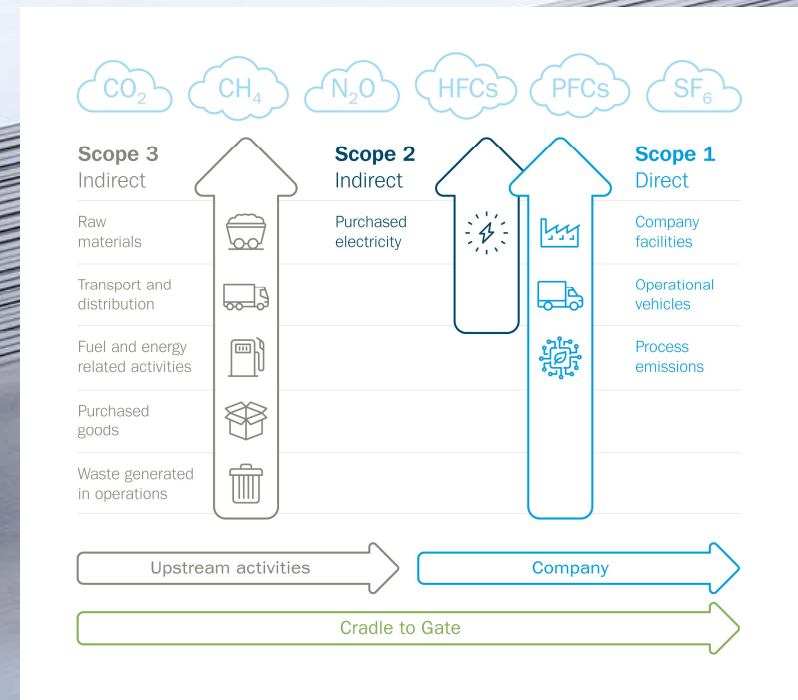 CO₂
CH₄
N₂O
HFCs
PFCs
SF₆
Scope 3
Indirect
Raw
materials
Transport and
distribution
Fuel and energy
related activities
Purchased
goods
Waste generated
in operations
Scope 2
Indirect
Purchased
electricity
Scope 1
Direct
Company
facilities
Operational
vehicles
Process
emissions
Upstream activities
Company
Cradle to Gate